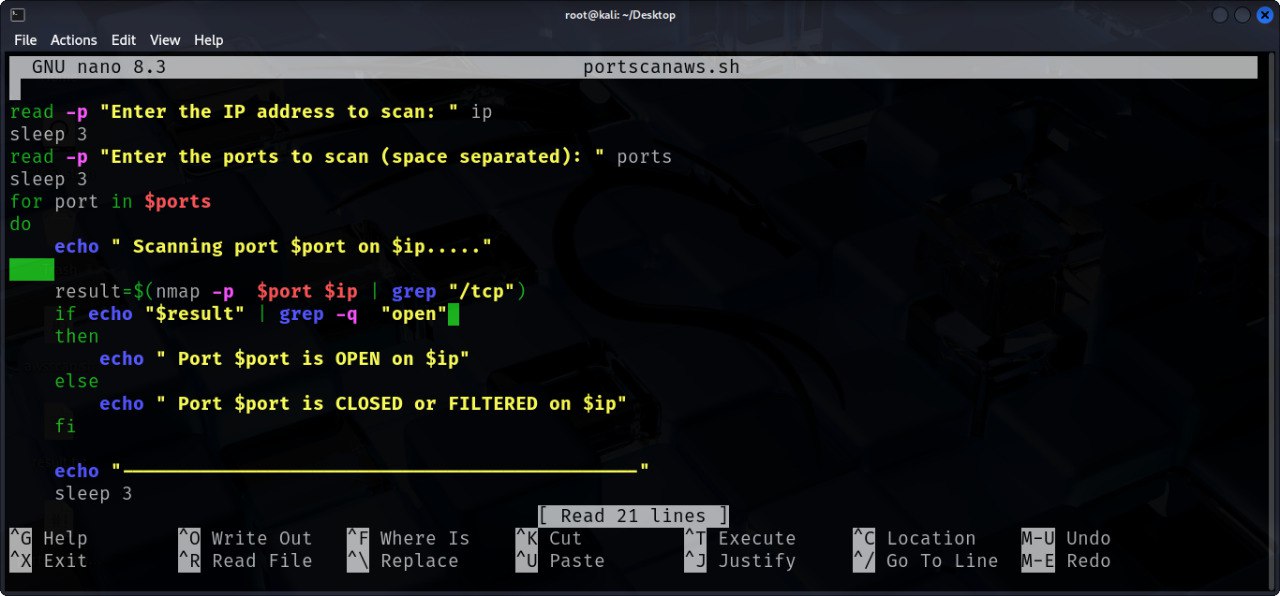 root@kali: ~/Desktop
File Actions Edit View Help
GNU nano 8.3 portscanaws.sh
read -p "Enter the IP address to scan: " ip
sleep 3
read -p "Enter the ports to scan (space separated): " ports
sleep 3
for port in $ports
do
    echo " Scanning port $port on $ip....."
    result=$(nmap -p  $port $ip | grep "/tcp")
    if echo "$result" | grep -q  "open"
    then
        echo " Port $port is OPEN on $ip"
    else
        echo " Port $port is CLOSED or FILTERED on $ip"
    fi
    echo "──────────────────────────────────────────────"
    sleep 3
[ Read 21 lines ]
^G Help ^O Write Out ^F Where Is ^K Cut ^T Execute ^C Location M-U Undo
^X Exit ^R Read File ^\ Replace ^U Paste ^J Justify ^/ Go To Line M-E Redo